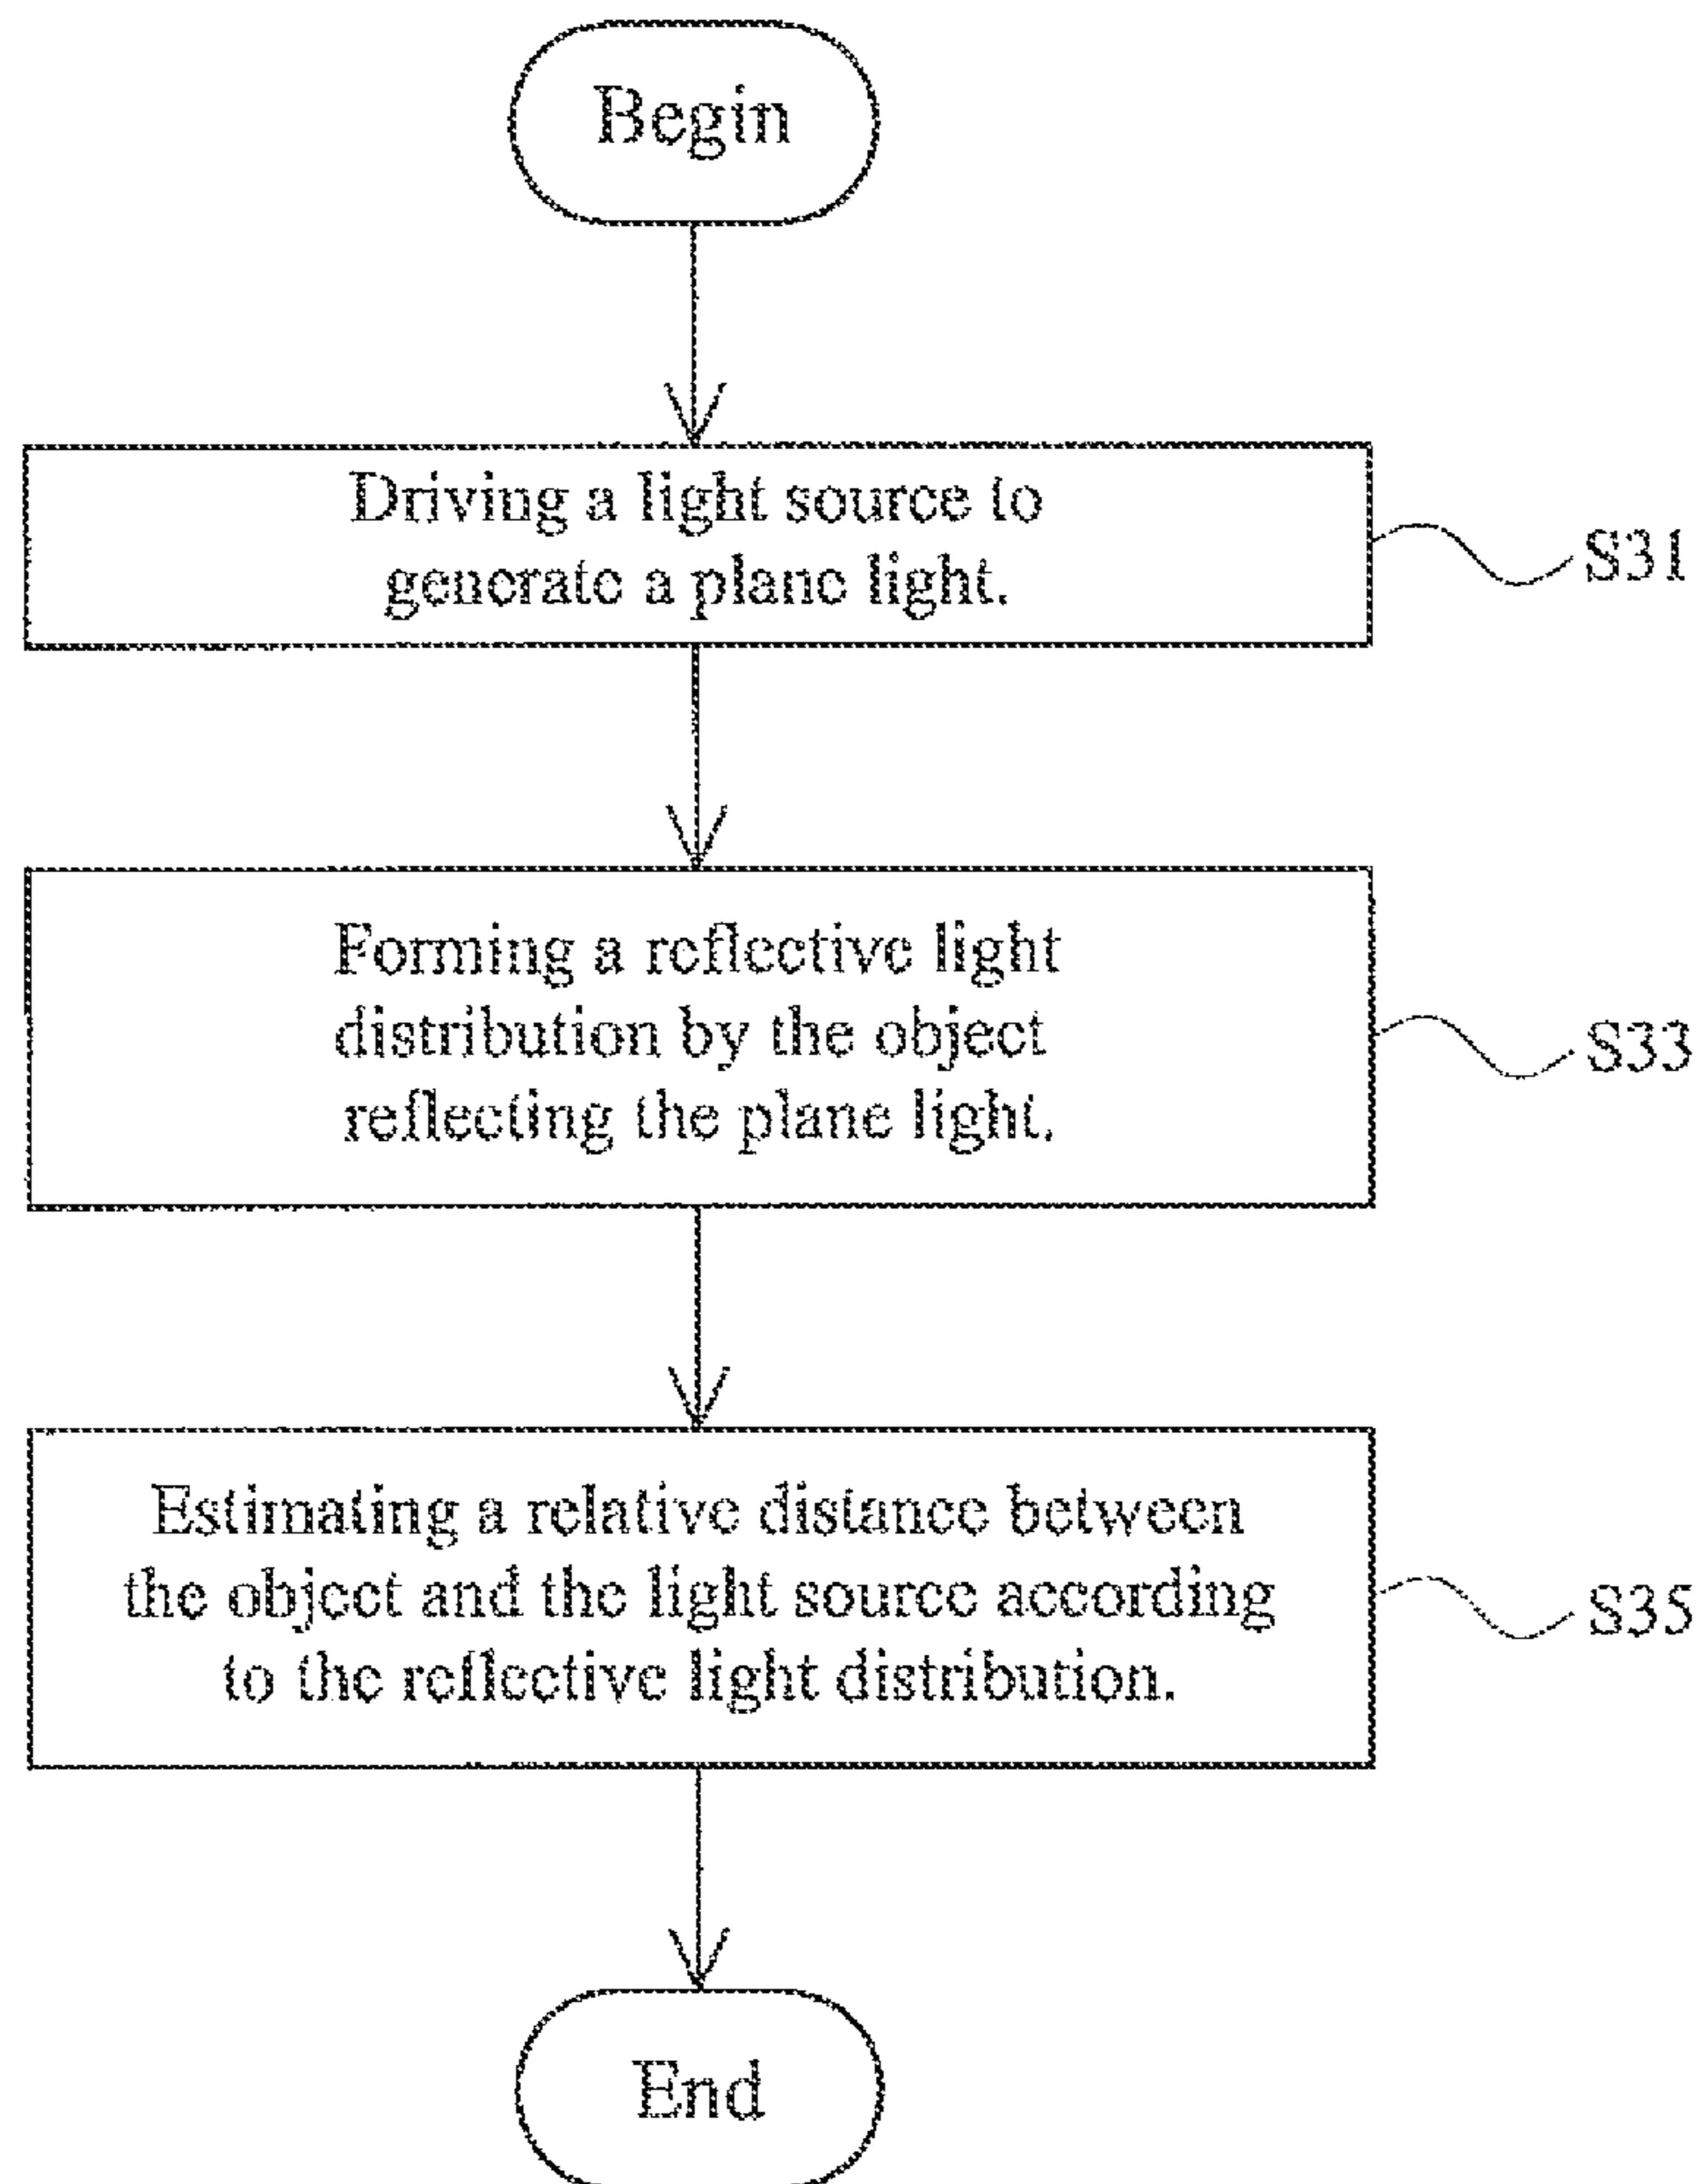 Begin
Driving a light source to
generate a plane light.
S31
Forming a reflective light
distribution by the object
reflecting the plane light.
S33
Estimating a relative distance between
the object and the light source according
to the reflective light distribution.
S35
End